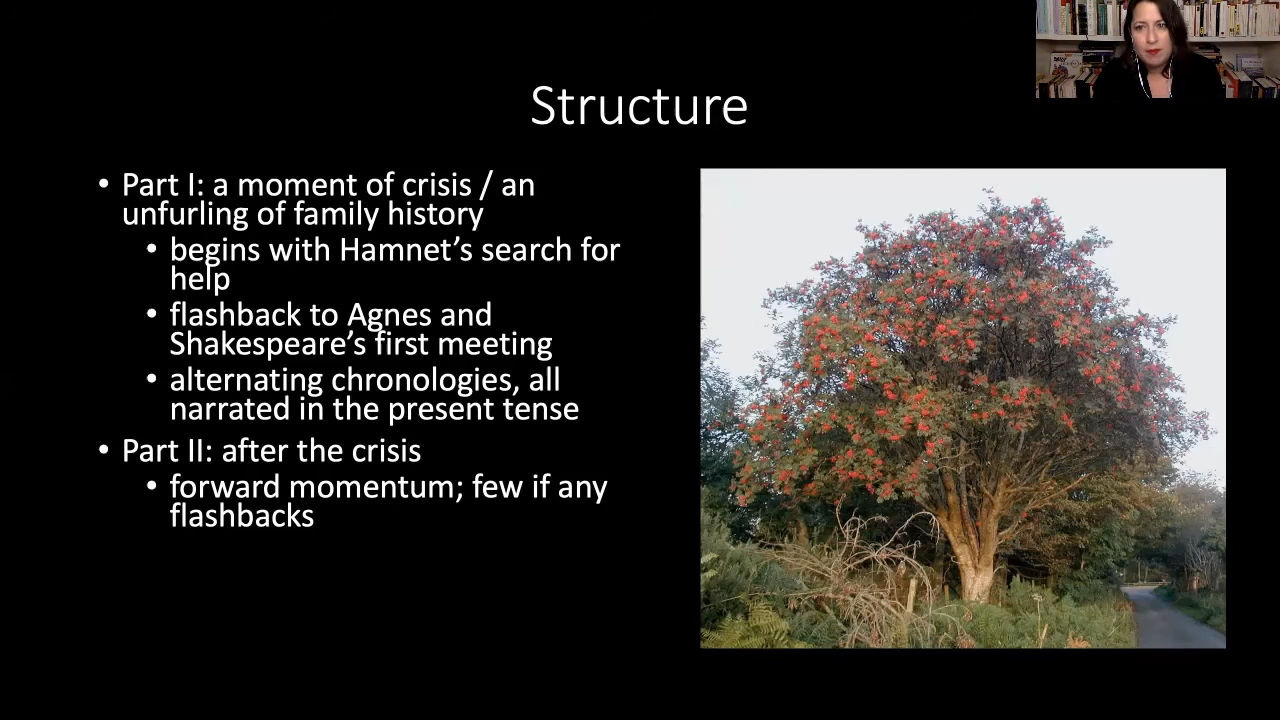 Structure
• Part I: a moment of crisis / an
unfurling of family history
• begins with Hamnet’s search for
help
• flashback to Agnes and
Shakespeare’s first meeting
• alternating chronologies, all
narrated in the present tense
• Part II: after the crisis
• forward momentum; few if any
flashbacks